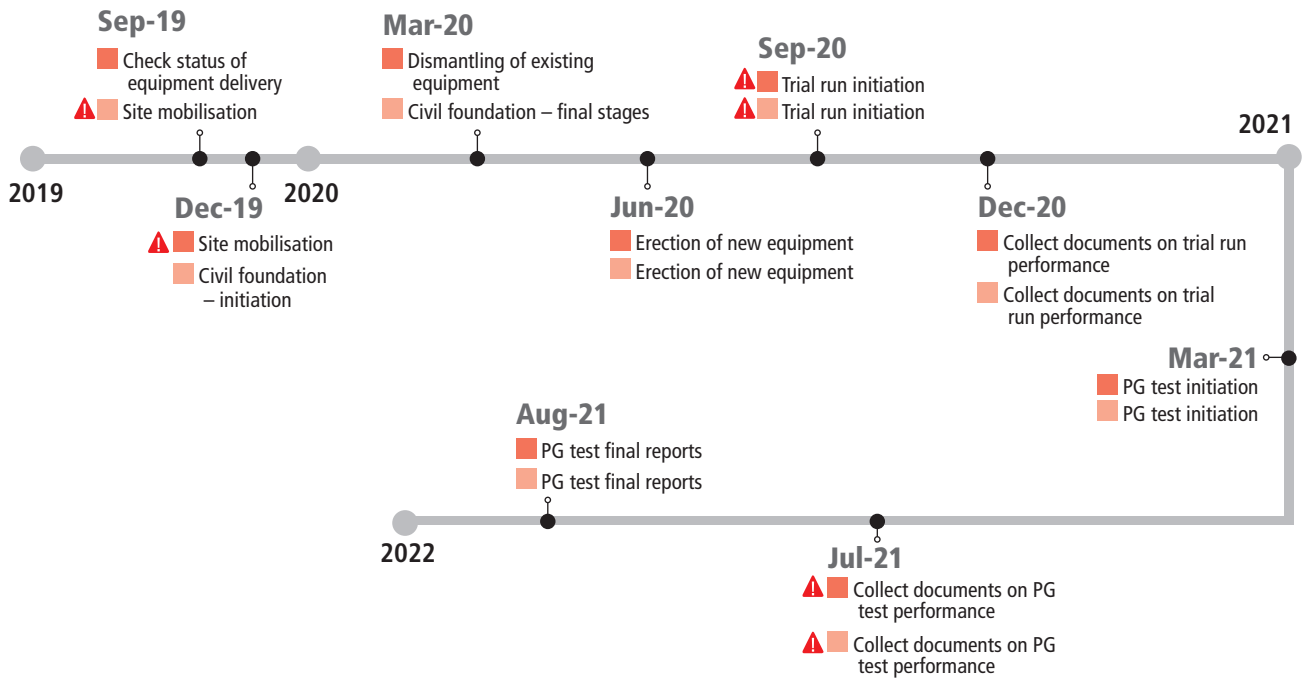 Sep-19
Check status of
equipment delivery
Site mobilisation
Mar-20
Dismantling of existing
equipment
Civil foundation – final stages
Sep-20
Trial run initiation
Trial run initiation
2021
2019
2020
Dec-19
Site mobilisation
Civil foundation
– initiation
Jun-20
Erection of new equipment
Erection of new equipment
Dec-20
Collect documents on trial run
performance
Collect documents on trial
run performance
Mar-21
PG test initiation
PG test initiation
Aug-21
PG test final reports
PG test final reports
2022
Jul-21
Collect documents on PG
test performance
Collect documents on PG
test performance